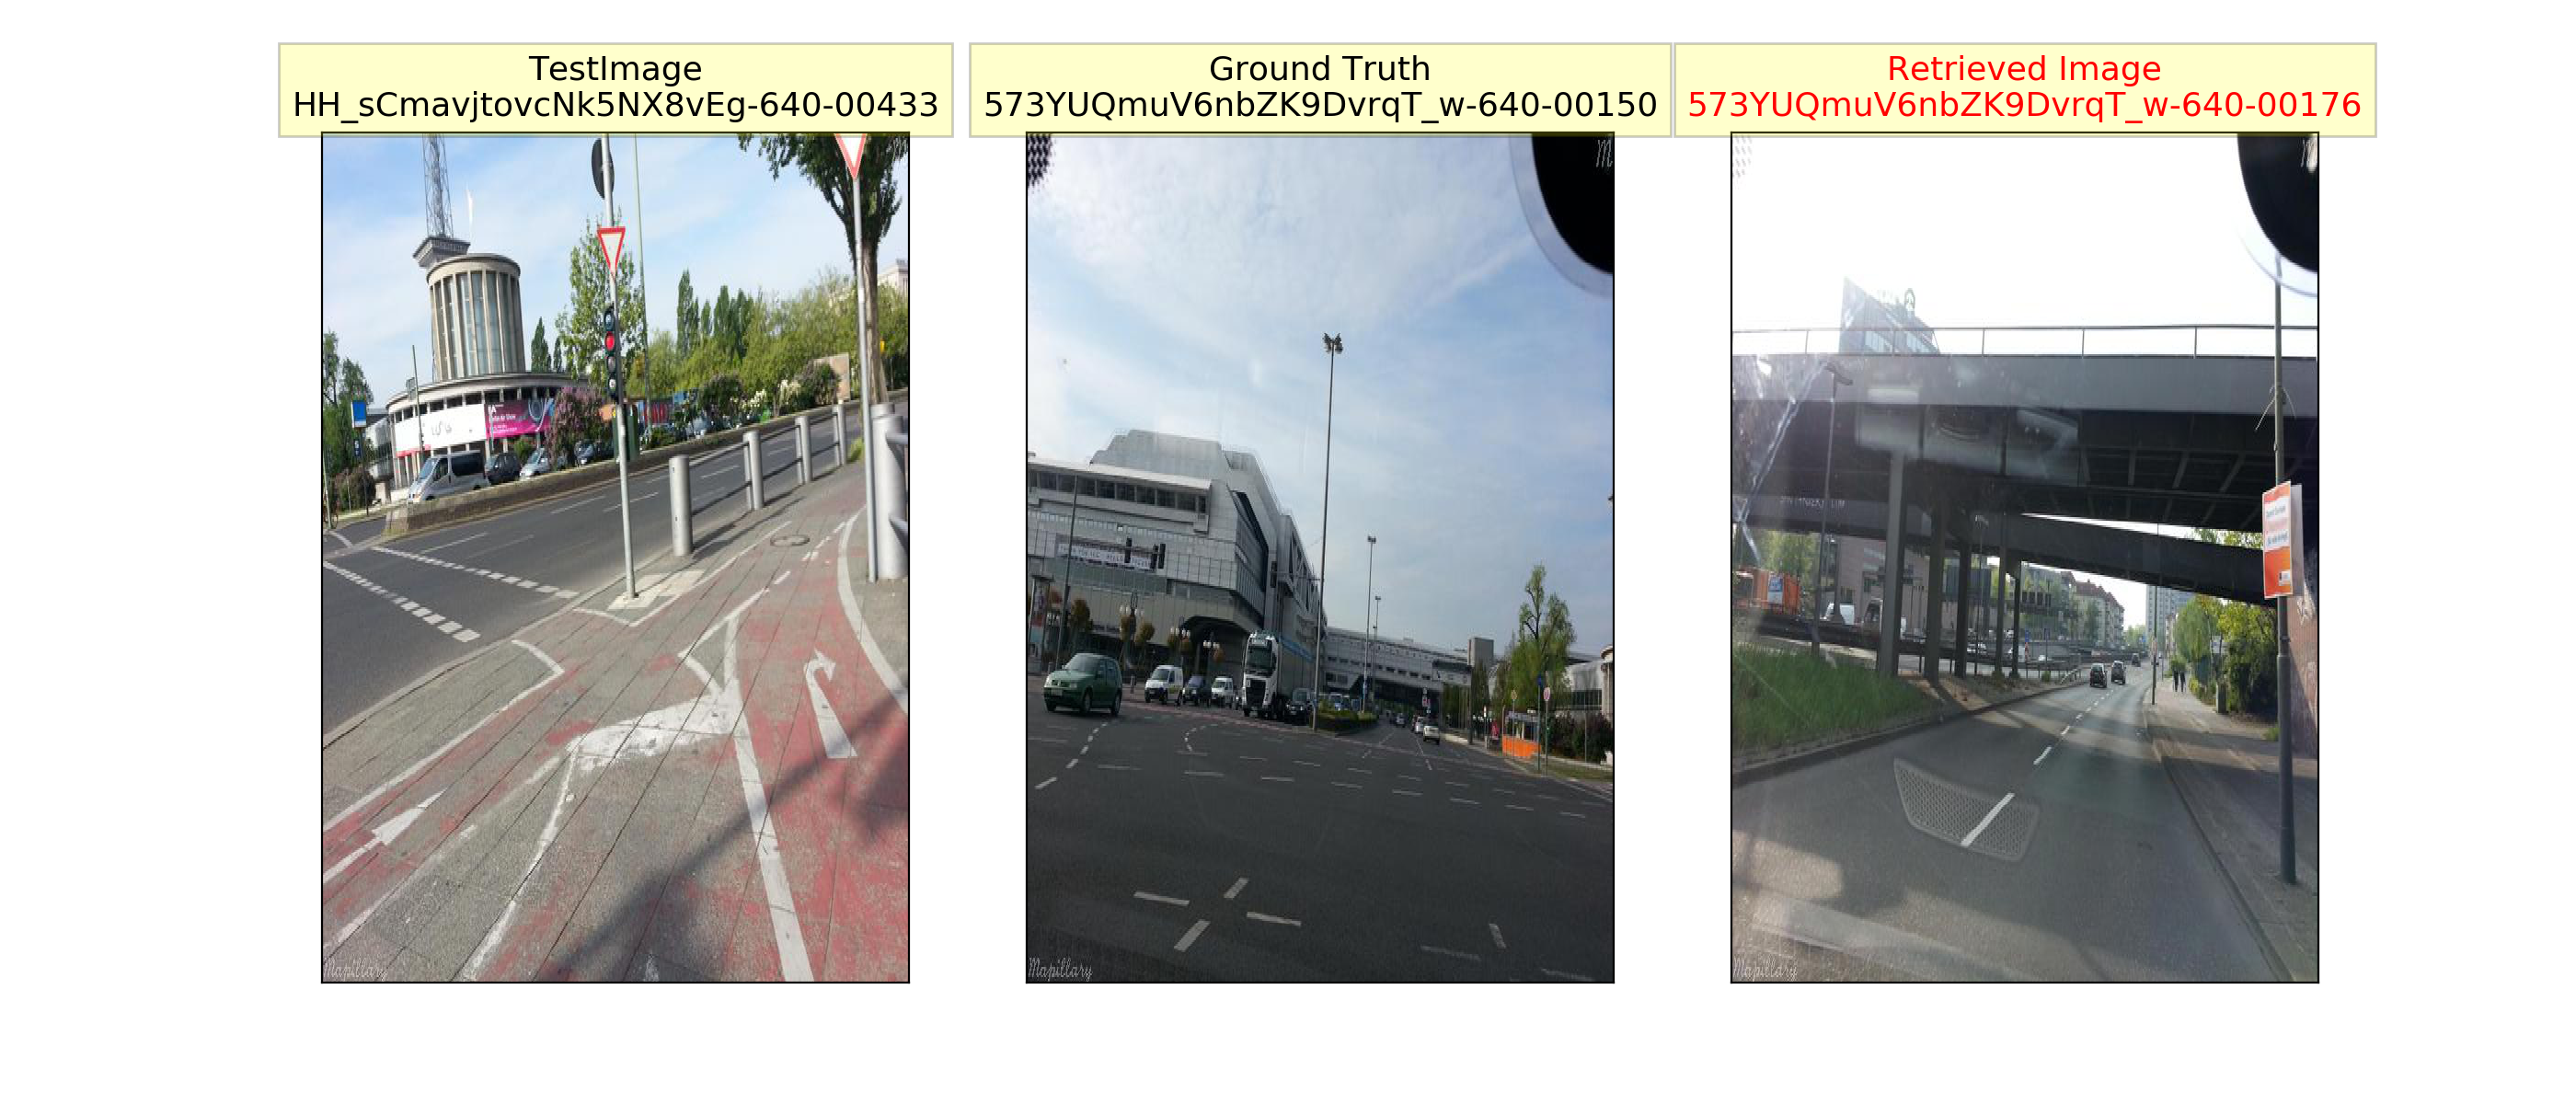 TestImage
HH_sCmavjtovcNk5NX8vEg-640-00433
Ground Truth
573YUQmuV6nbZK9DvrqT_w-640-00150
Retrieved Image
573YUQmuV6nbZK9DvrqT_w-640-00176
Mapillary
Mapillary
Mapillary